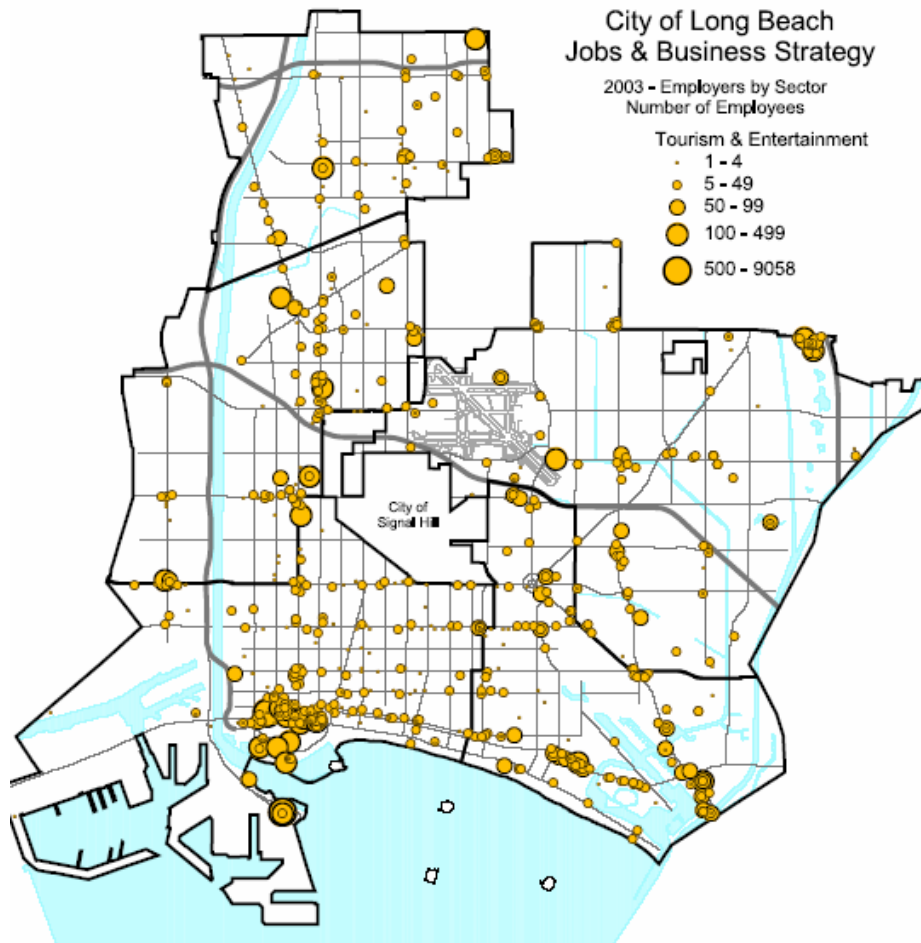 City of Long Beach
Jobs & Business Strategy
2003 - Employers by Sector
Number of Employees
Tourism & Entertainment
1 - 4
5 - 49
50 - 99
100 - 499
500 - 9058
City of
Signal Hill